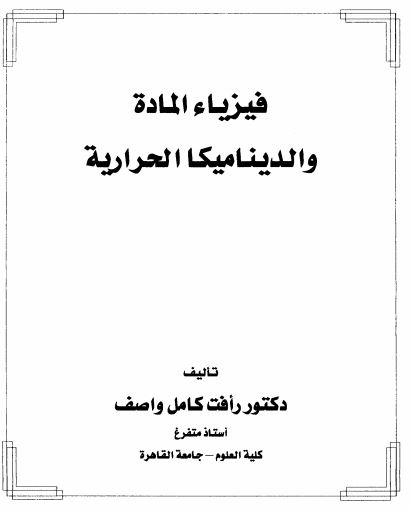 فيزياء المادة
والديناميكا الحرارية
تأليف
دكتور رأفت كامل واصف
أستاذ متفرغ
كلية العلوم – جامعة القاهرة